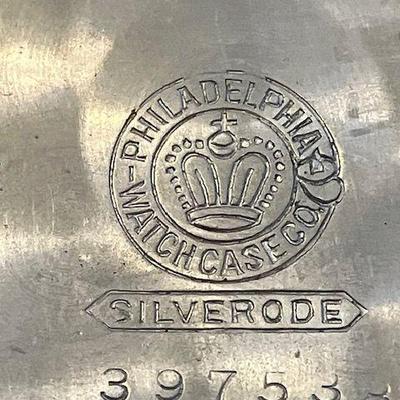 PHILADELPHIA
WATCH CASE CO.
SILVERODE
39753